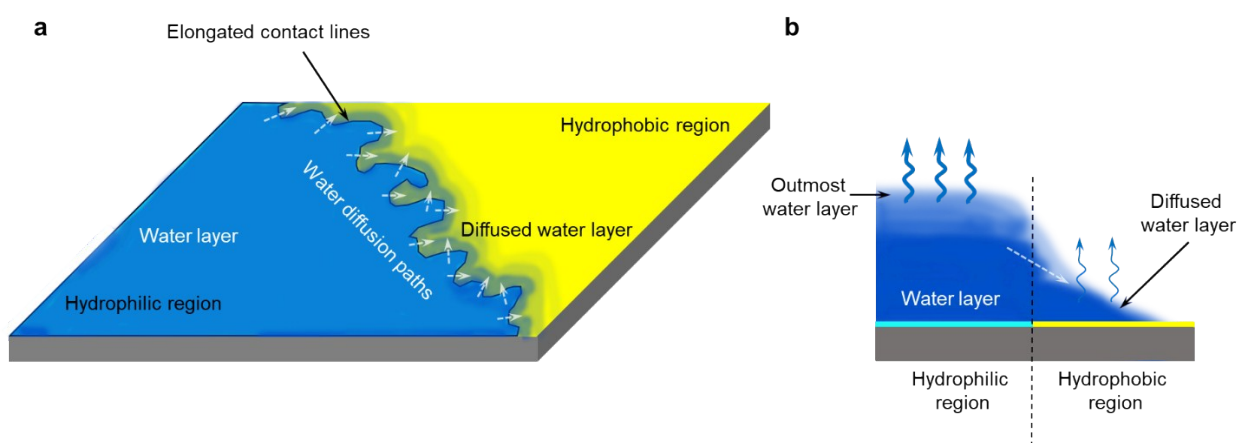 a
Elongated contact lines
Hydrophobic region
Water diffusion paths
Diffused water layer
Water layer
Hydrophilic region
b
Outmost
water layer
Diffused
water layer
Water layer
Hydrophilic
region
Hydrophobic
region